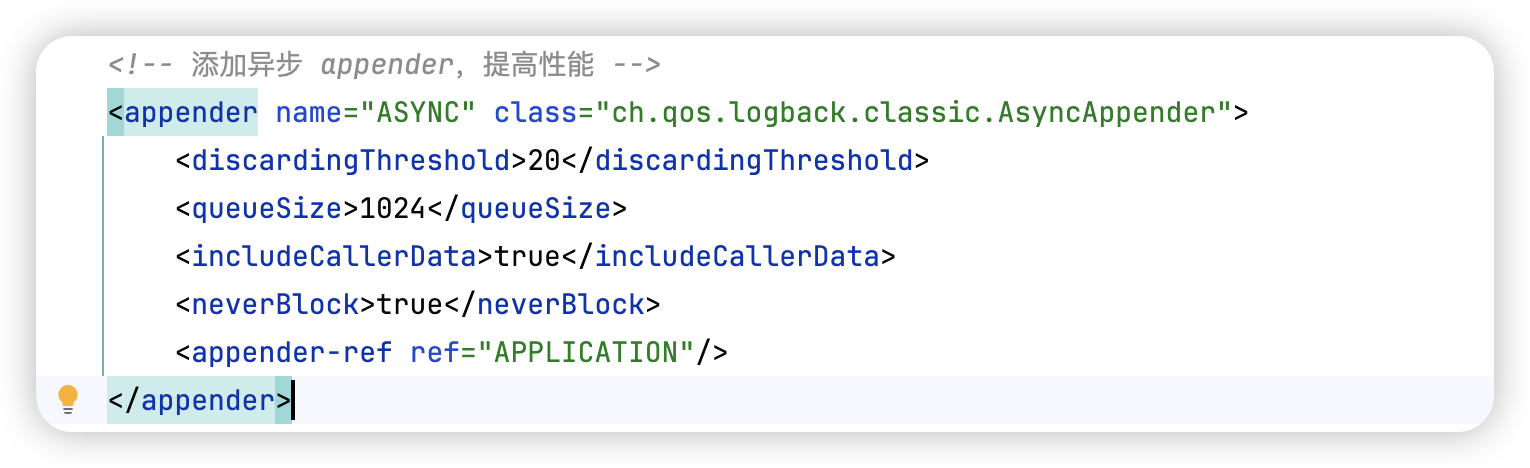 <!-- 添加异步 appender，提高性能 -->
<appender name="ASYNC" class="ch.qos.logback.classic.AsyncAppender">
    <discardingThreshold>20</discardingThreshold>
    <queueSize>1024</queueSize>
    <includeCallerData>true</includeCallerData>
    <neverBlock>true</neverBlock>
    <appender-ref ref="APPLICATION"/>
</appender>